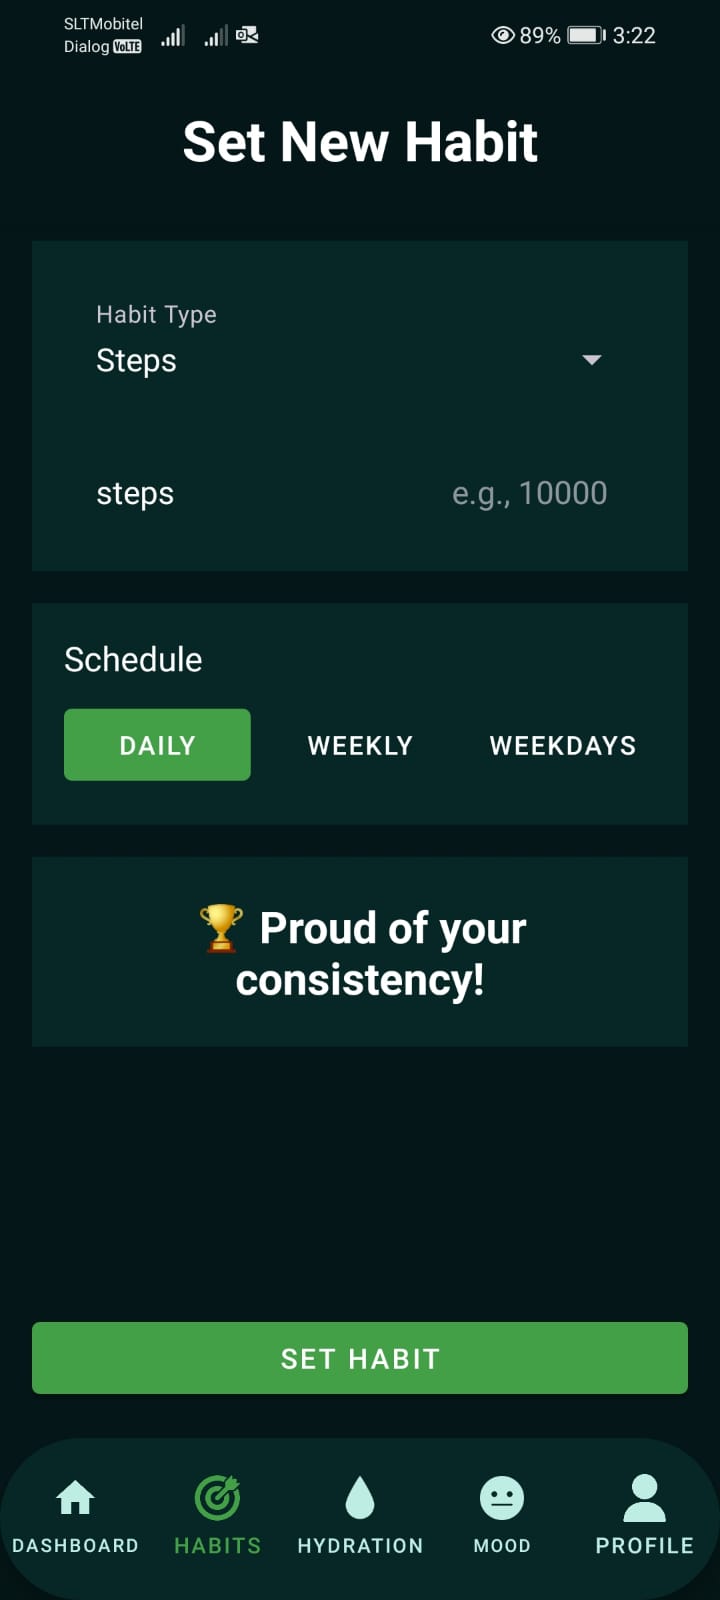 SLTMobitel
Dialog VoLTE
89% 3:22
Set New Habit
Habit Type
Steps
steps e.g., 10000
Schedule
DAILY WEEKLY WEEKDAYS
🏆 Proud of your
consistency!
SET HABIT
DASHBOARD HABITS HYDRATION MOOD PROFILE